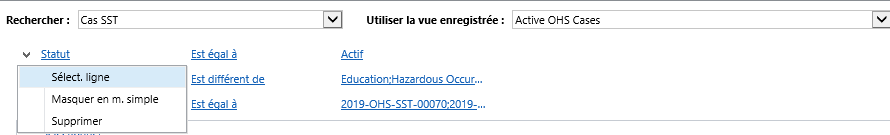 Rechercher : Cas SST Utiliser la vue enregistrée : Active OHS Cases
Statut Est égal à Actif
Sélect. ligne Est différent de Education;Hazardous Occur...
Masquer en m. simple Est égal à 2019-OHS-SST-00070;2019-...
Supprimer